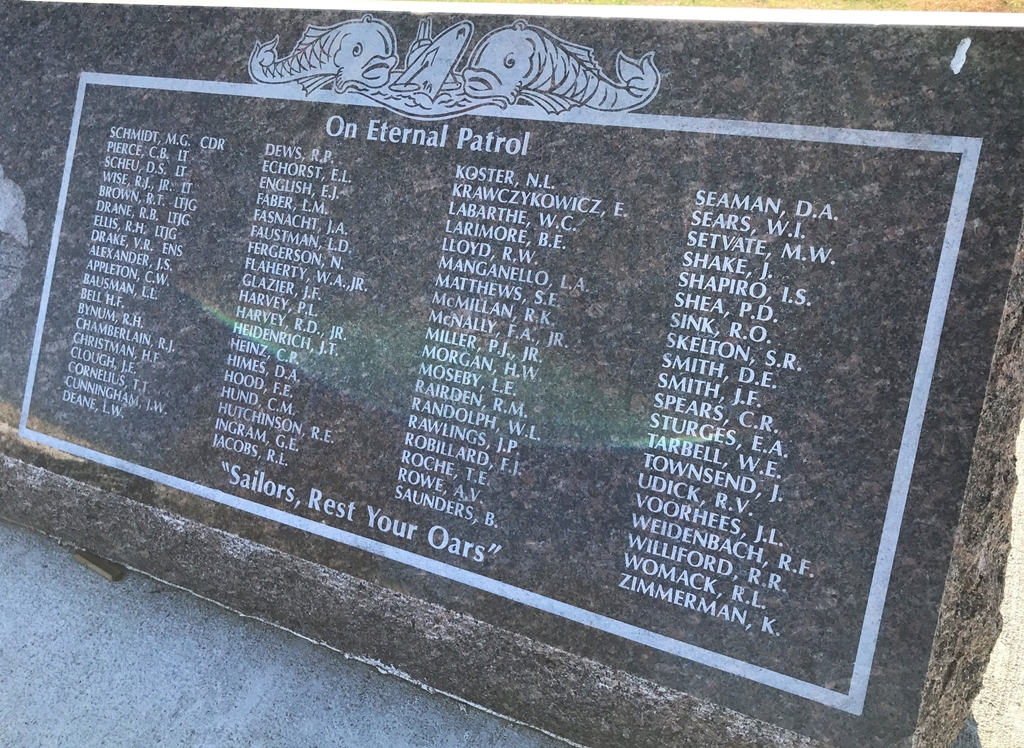 On Eternal Patrol
SCHMIDT, M.G. CDR
PIERCE, C.B. LT
SCHEU, D.S. LT
WISE, R.J., JR. LT
BROWN, R.T. LTJG
DRANE, R.B. LTJG
ELLIS, R.H. LTJG
DRAKE, V.R. ENS
ALEXANDER, J.S.
APPLETON, C.W.
BAUSMAN, L.L.
BELL H.F.
BYNUM, R.H.
CHAMBERLAIN, R.J.
CHRISTMAN, H.F.
CLOUGH, J.E.
CORNELIUS, T.T.
CUNNINGHAM, J.W.
DEANE, L.W.
DEWS, R.P.
ECHORST, E.L.
ENGLISH, E.J.
FABER, L.M.
FASNACHT, J.A.
FAUSTMAN, L.D.
FERGERSON, N.
FLAHERTY, W.A., JR.
GLAZIER, J.F.
HARVEY, P.L.
HARVEY, R.D., JR.
HEIDENRICH, J.T.
HEINZ, C.P.
HIMES, D.A.
HOOD, F.E.
HUND, C.M.
HUTCHINSON, R.E.
INGRAM, G.E.
JACOBS, R.L.
KOSTER, N.L.
KRAWCZYKOWICZ, E.
LABARTHE, W.C.
LARIMORE, B.E.
LLOYD, R.W.
MANGANELLO, L.A.
MATTHEWS, S.E.
McMILLAN, R.K.
McNALLY, F.A., JR.
MILLER, P.J., JR.
MORGAN, H.W.
MOSEBY, L.E.
RAIRDEN, R.M.
RANDOLPH, W.L.
RAWLINGS, J.P.
ROBILLARD, F.J.
ROCHE, T.E.
ROWE, A.V.
SAUNDERS, B.
SEAMAN, D.A.
SEARS, W.I.
SETVATE, M.W.
SHAKE, J.
SHAPIRO, I.S.
SHEA, P.D.
SINK, R.O.
SKELTON, S.R.
SMITH, D.E.
SMITH, J.F.
SPEARS, C.R.
STURGES, E.A.
TARBELL, W.E.
TOWNSEND, J.
UDICK, R.V.
VOORHEES, J.L.
WEIDENBACH, R.F.
WILLIFORD, R.R.
WOMACK, R.L.
ZIMMERMAN, K.
"Sailors, Rest Your Oars"